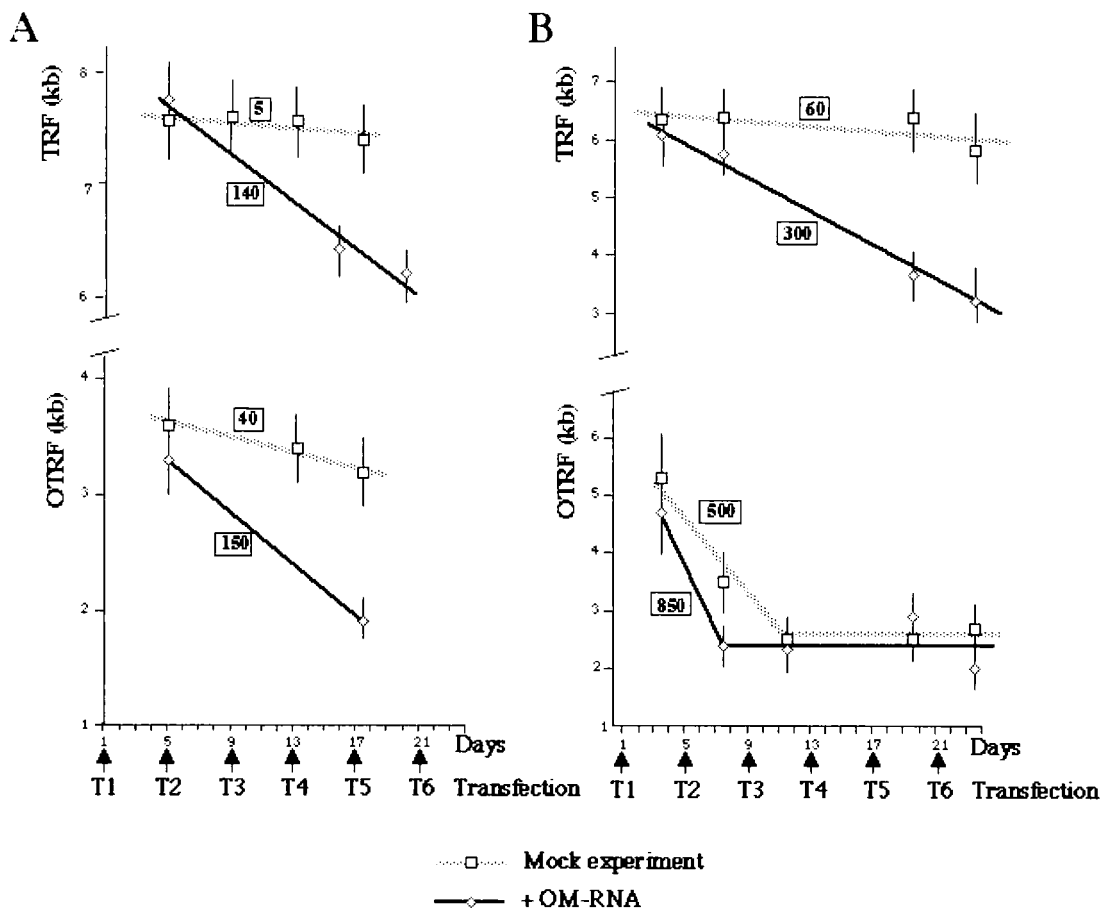 A
TRF (kb)
8
7
6
5
140
OTRF (kb)
4
3
2
1
40
150
1 5 9 13 17 21 Days
T1 T2 T3 T4 T5 T6 Transfection
B
TRF (kb)
7
6
5
4
3
60
300
OTRF (kb)
6
5
4
3
2
1
500
850
1 5 9 13 17 21 Days
T1 T2 T3 T4 T5 T6 Transfection
Mock experiment
+ OM-RNA